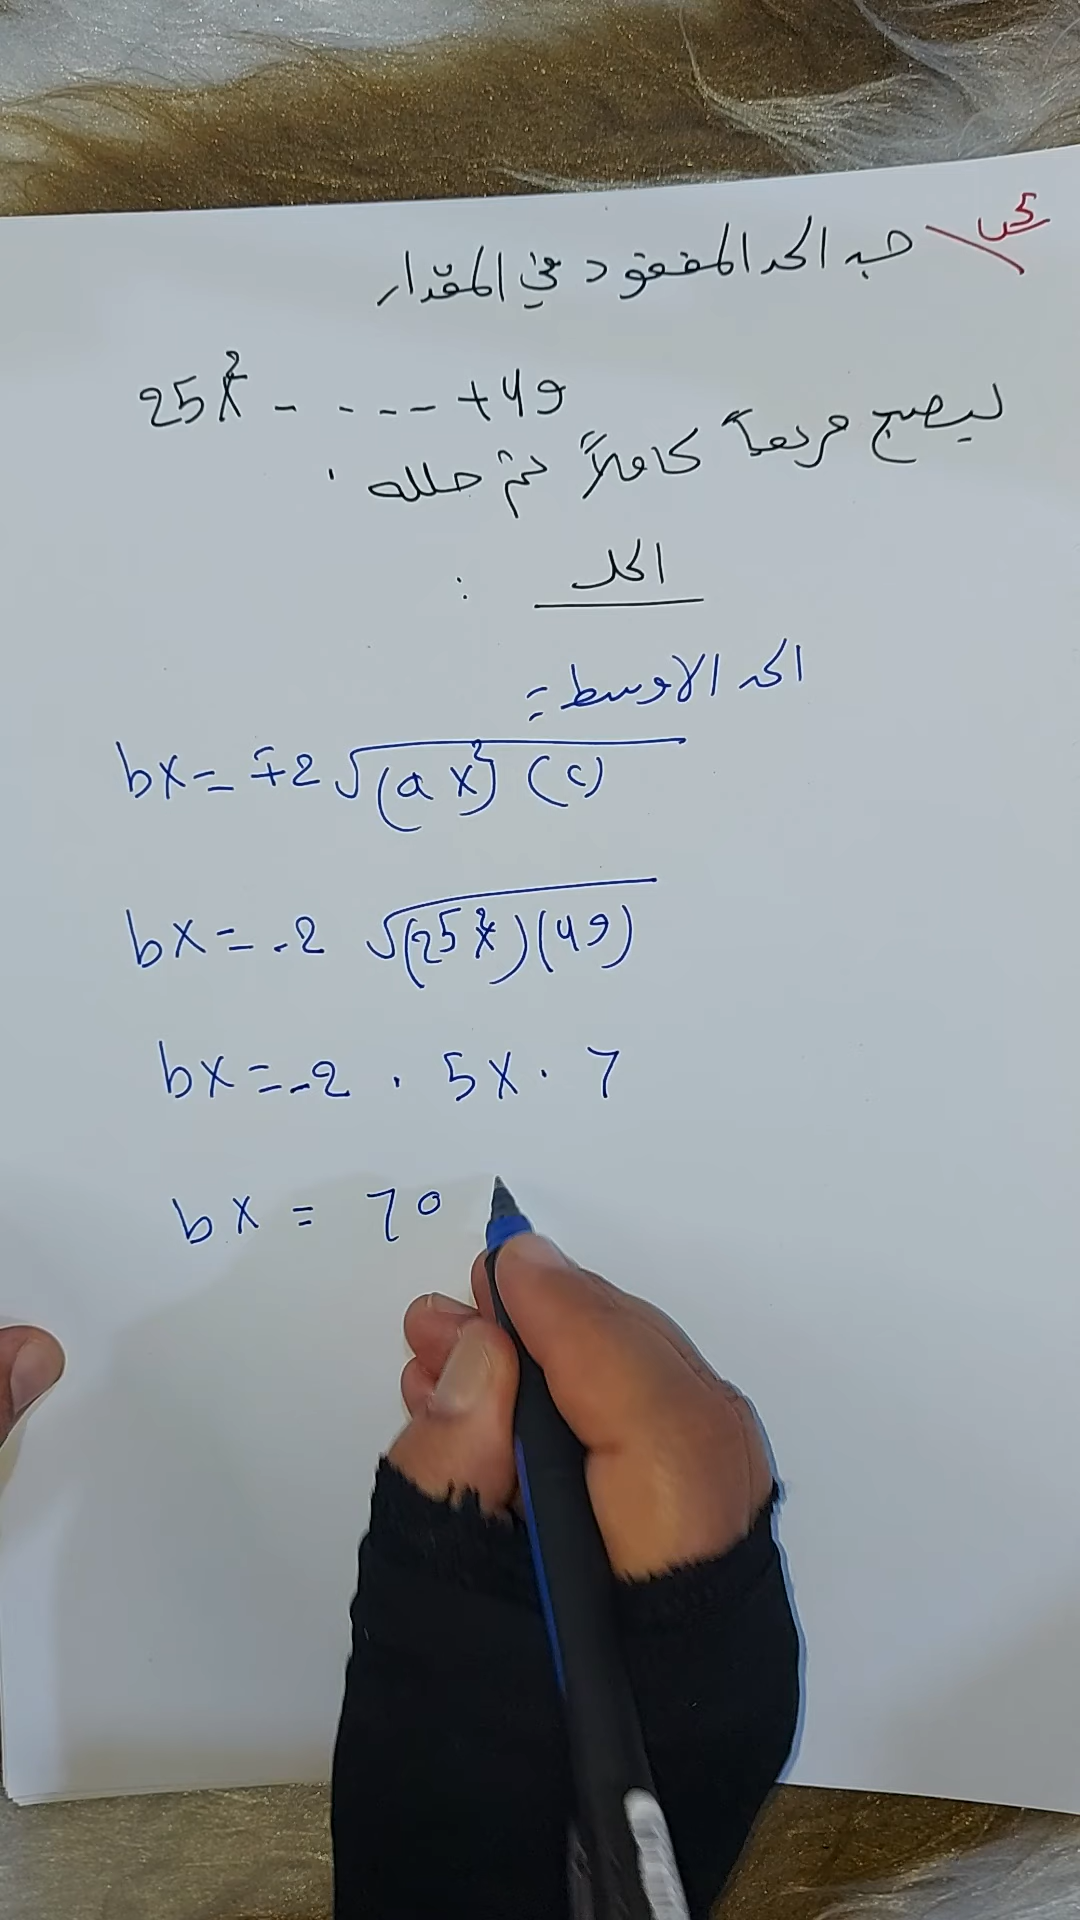 س5 جد الحد المفقود في المقدار
25x² - ---- +49
ليصبح مربعاً كاملاً ثم حلله .
الحل :
الحد الاوسط =
bx = ∓2 √(ax²) (c)
bx = -2 √(25x²)(49)
bx = -2 . 5x . 7
bx = 70